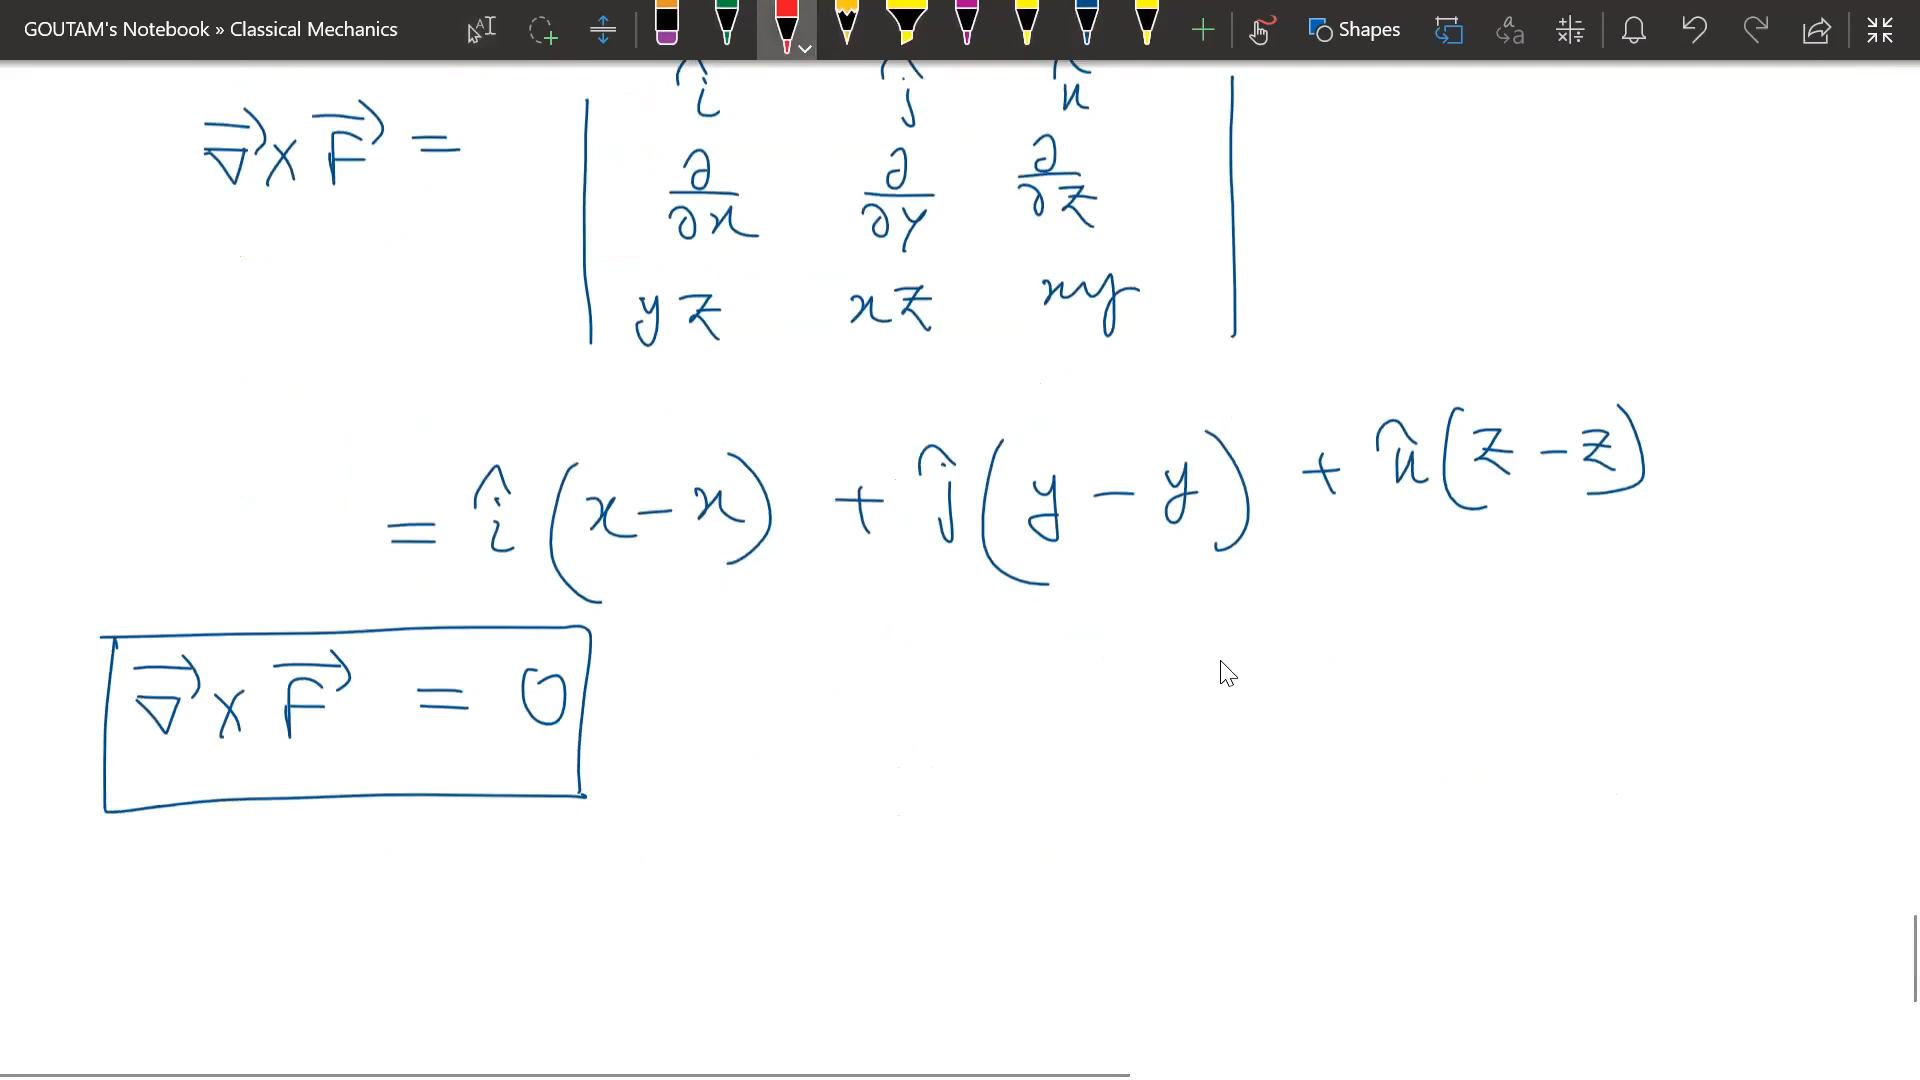 GOUTAM's Notebook » Classical Mechanics
Shapes
î ĵ k̂
∇⃗ × F⃗ =
∂/∂x ∂/∂y ∂/∂z
yz xz xy
= î (x - x) + ĵ (y - y) + k̂ (z - z)
∇⃗ × F⃗ = 0